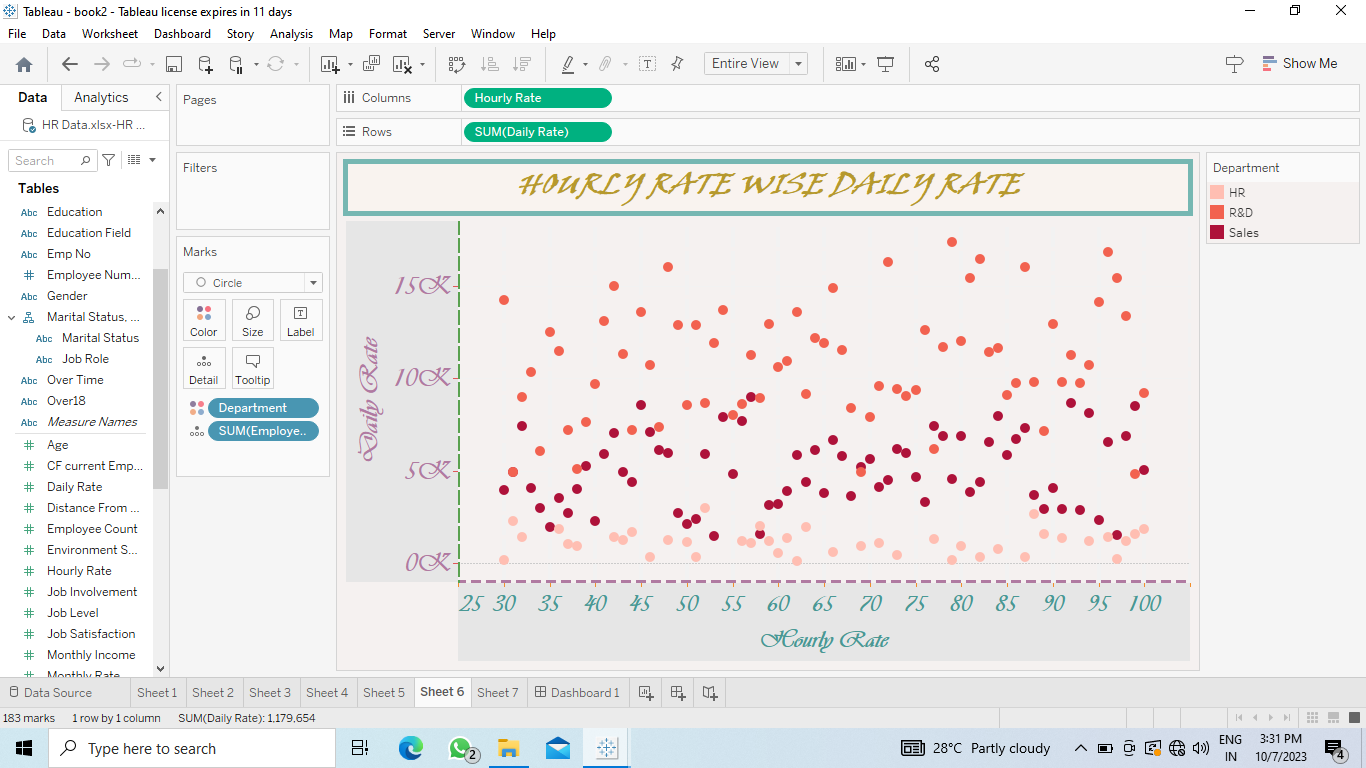 Tableau - book2 - Tableau license expires in 11 days
File Data Worksheet Dashboard Story Analysis Map Format Server Window Help
Entire View
Show Me
Data Analytics
HR Data.xlsx-HR ...
Search
Tables
Abc Education
Abc Education Field
Abc Emp No
# Employee Num...
Abc Gender
Marital Status, ...
Abc Marital Status
Abc Job Role
Abc Over Time
Abc Over18
Abc Measure Names
# Age
# CF current Emp...
# Daily Rate
# Distance From ...
# Employee Count
# Environment S...
# Hourly Rate
# Job Involvement
# Job Level
# Job Satisfaction
# Monthly Income
# Monthly Rate
Pages
Filters
Marks
Circle
Color Size Label
Detail Tooltip
Department
SUM(Employe..
Columns Hourly Rate
Rows SUM(Daily Rate)
HOURLY RATE WISE DAILY RATE
Daily Rate
15K
10K
5K
0K
25 30 35 40 45 50 55 60 65 70 75 80 85 90 95 100
Hourly Rate
Department
HR
R&D
Sales
Data Source Sheet 1 Sheet 2 Sheet 3 Sheet 4 Sheet 5 Sheet 6 Sheet 7 Dashboard 1
183 marks 1 row by 1 column SUM(Daily Rate): 1,179,654
Type here to search
2
28°C Partly cloudy
ENG
IN
3:31 PM
10/7/2023
4